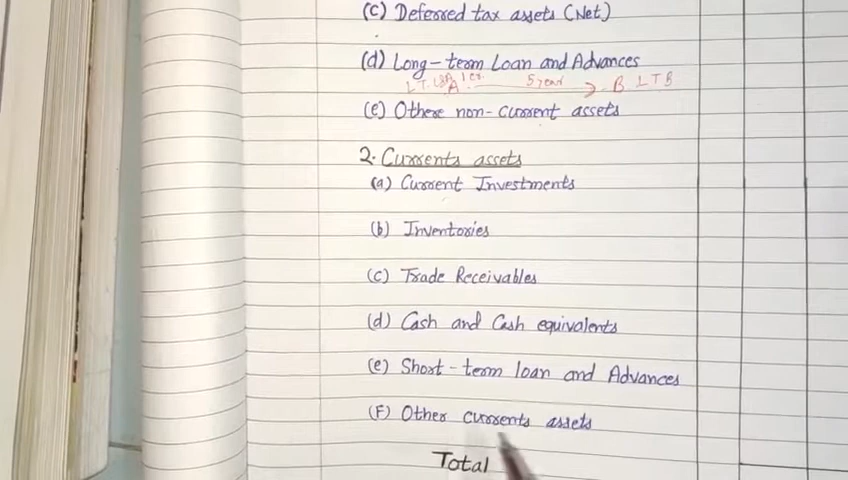 (c) Deferred tax assets (Net)
(d) Long-term Loan and Advances
A 5 year B LTB
(e) Othere non-current assets
2. Currents assets
(a) Current Investments
(b) Inventories
(c) Trade Receivables
(d) Cash and Cash equivalents
(e) Short-term loan and Advances
(F) Other currents assets
Total